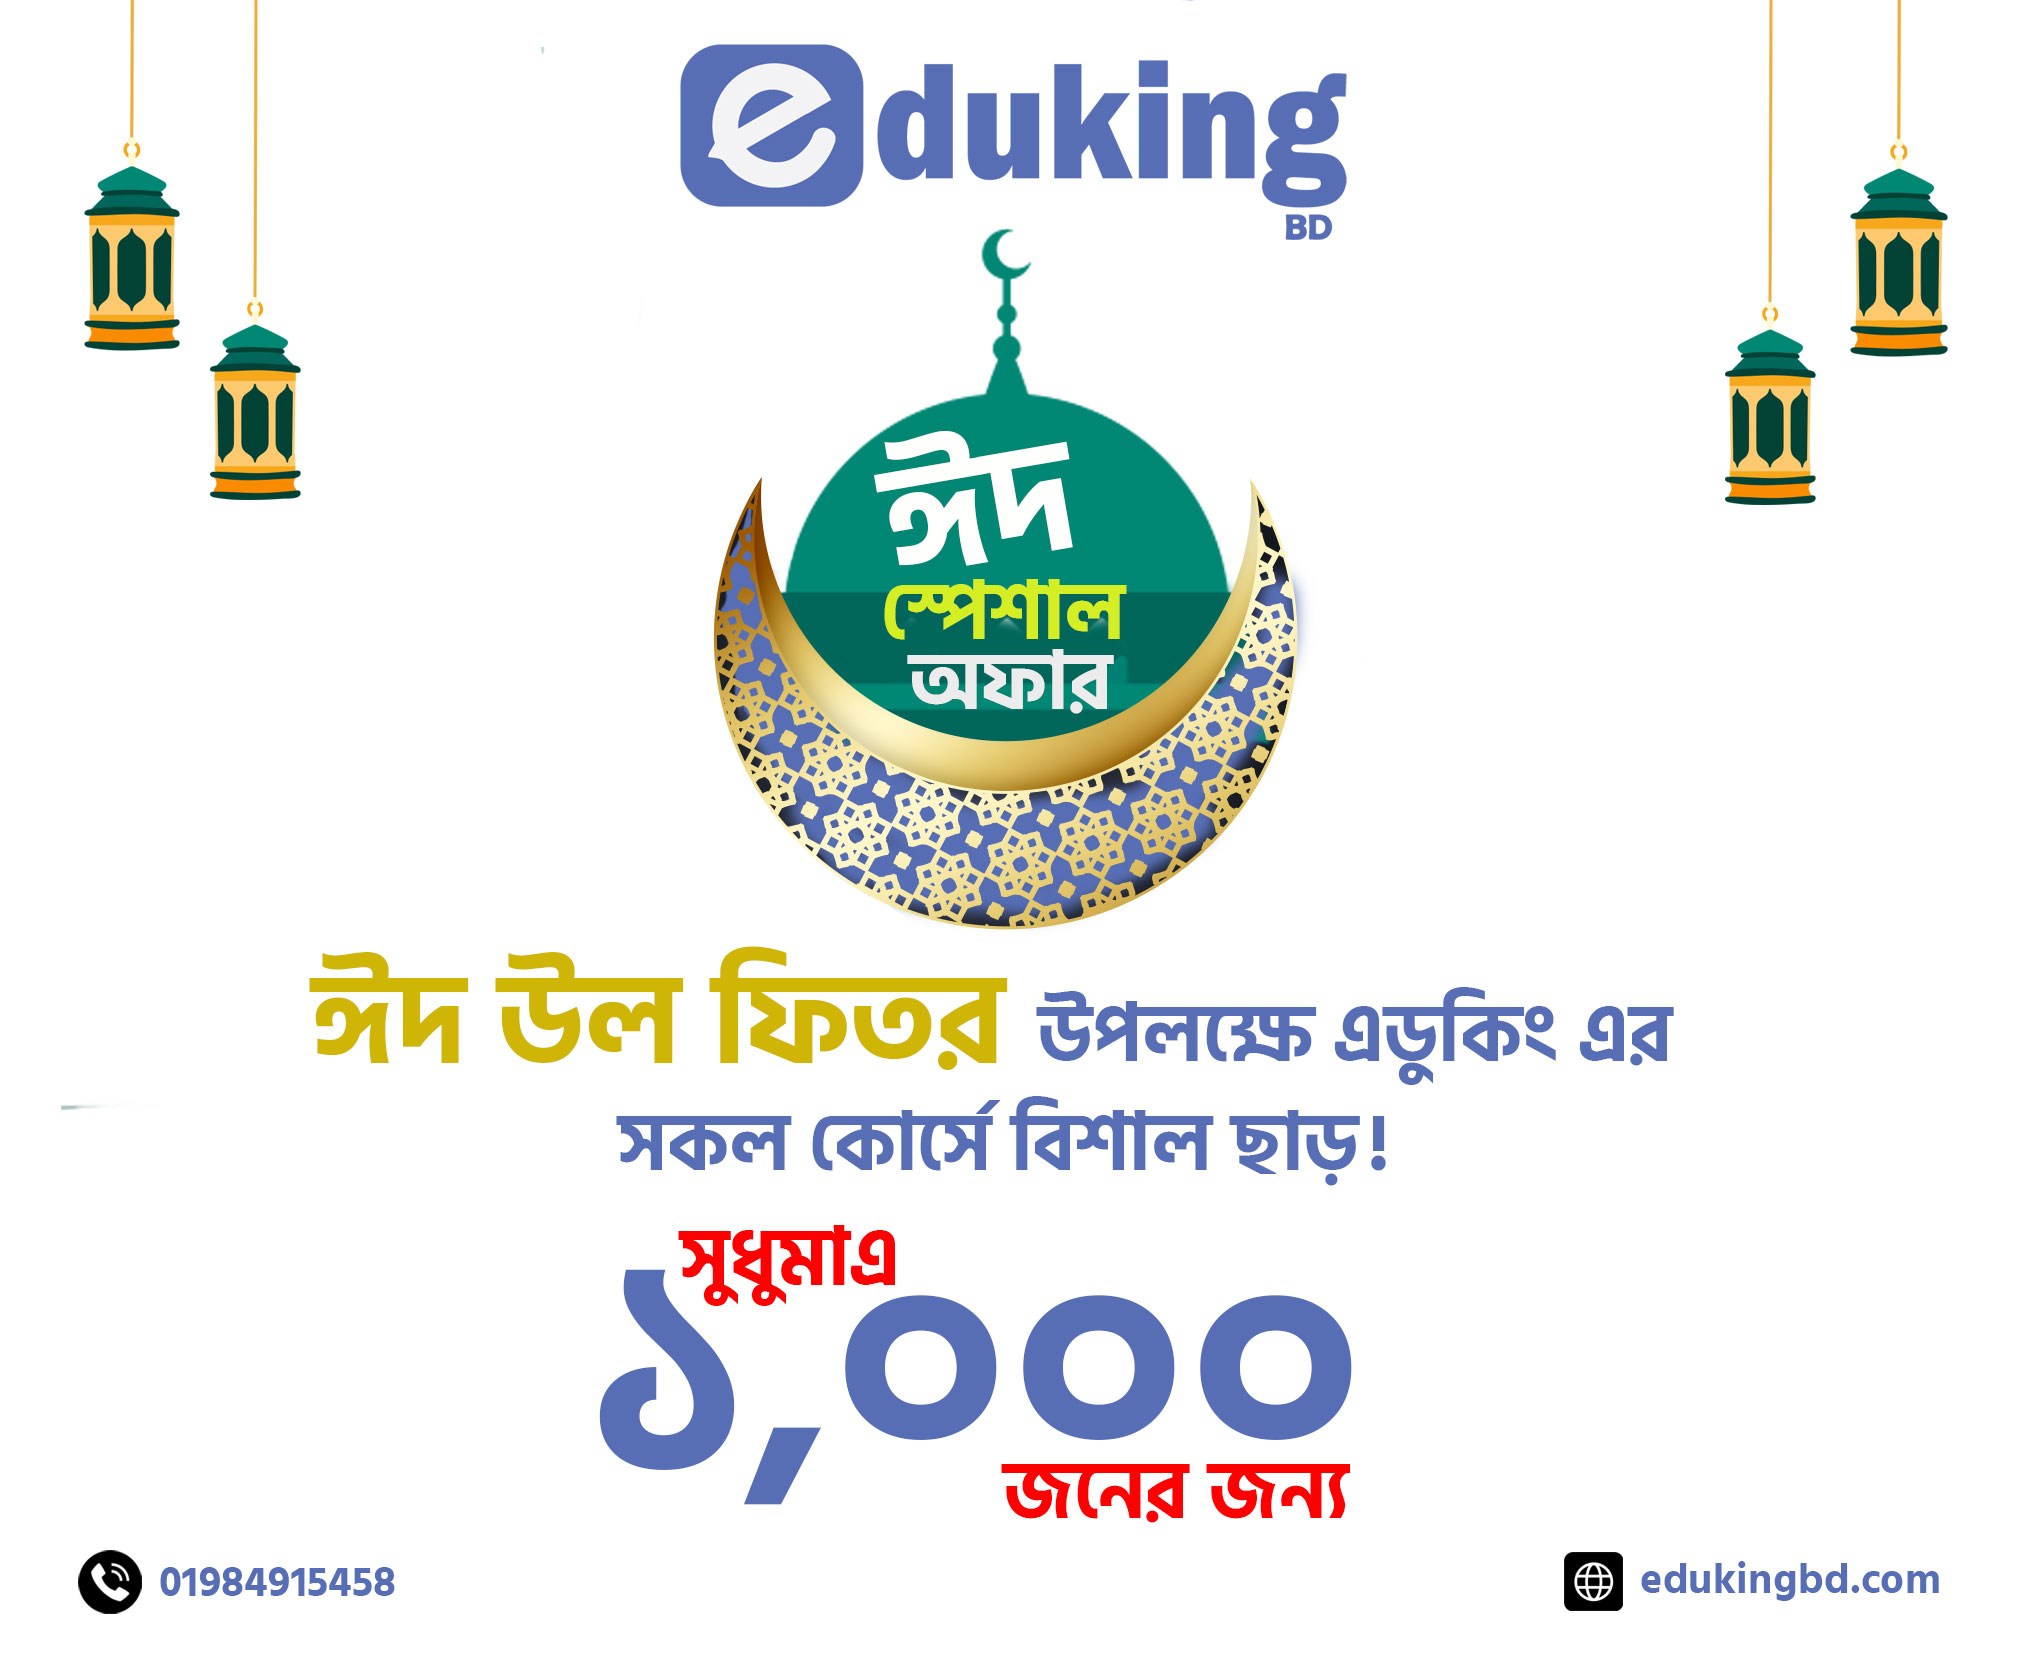 eduking
BD
ঈদ
স্পেশাল
অফার
ঈদ উল ফিতর উপলক্ষে এডুকিং এর
সকল কোর্সে বিশাল ছাড়!
সুধুমাএ
১,০০০
জনের জন্য
01984915458
edukingbd.com